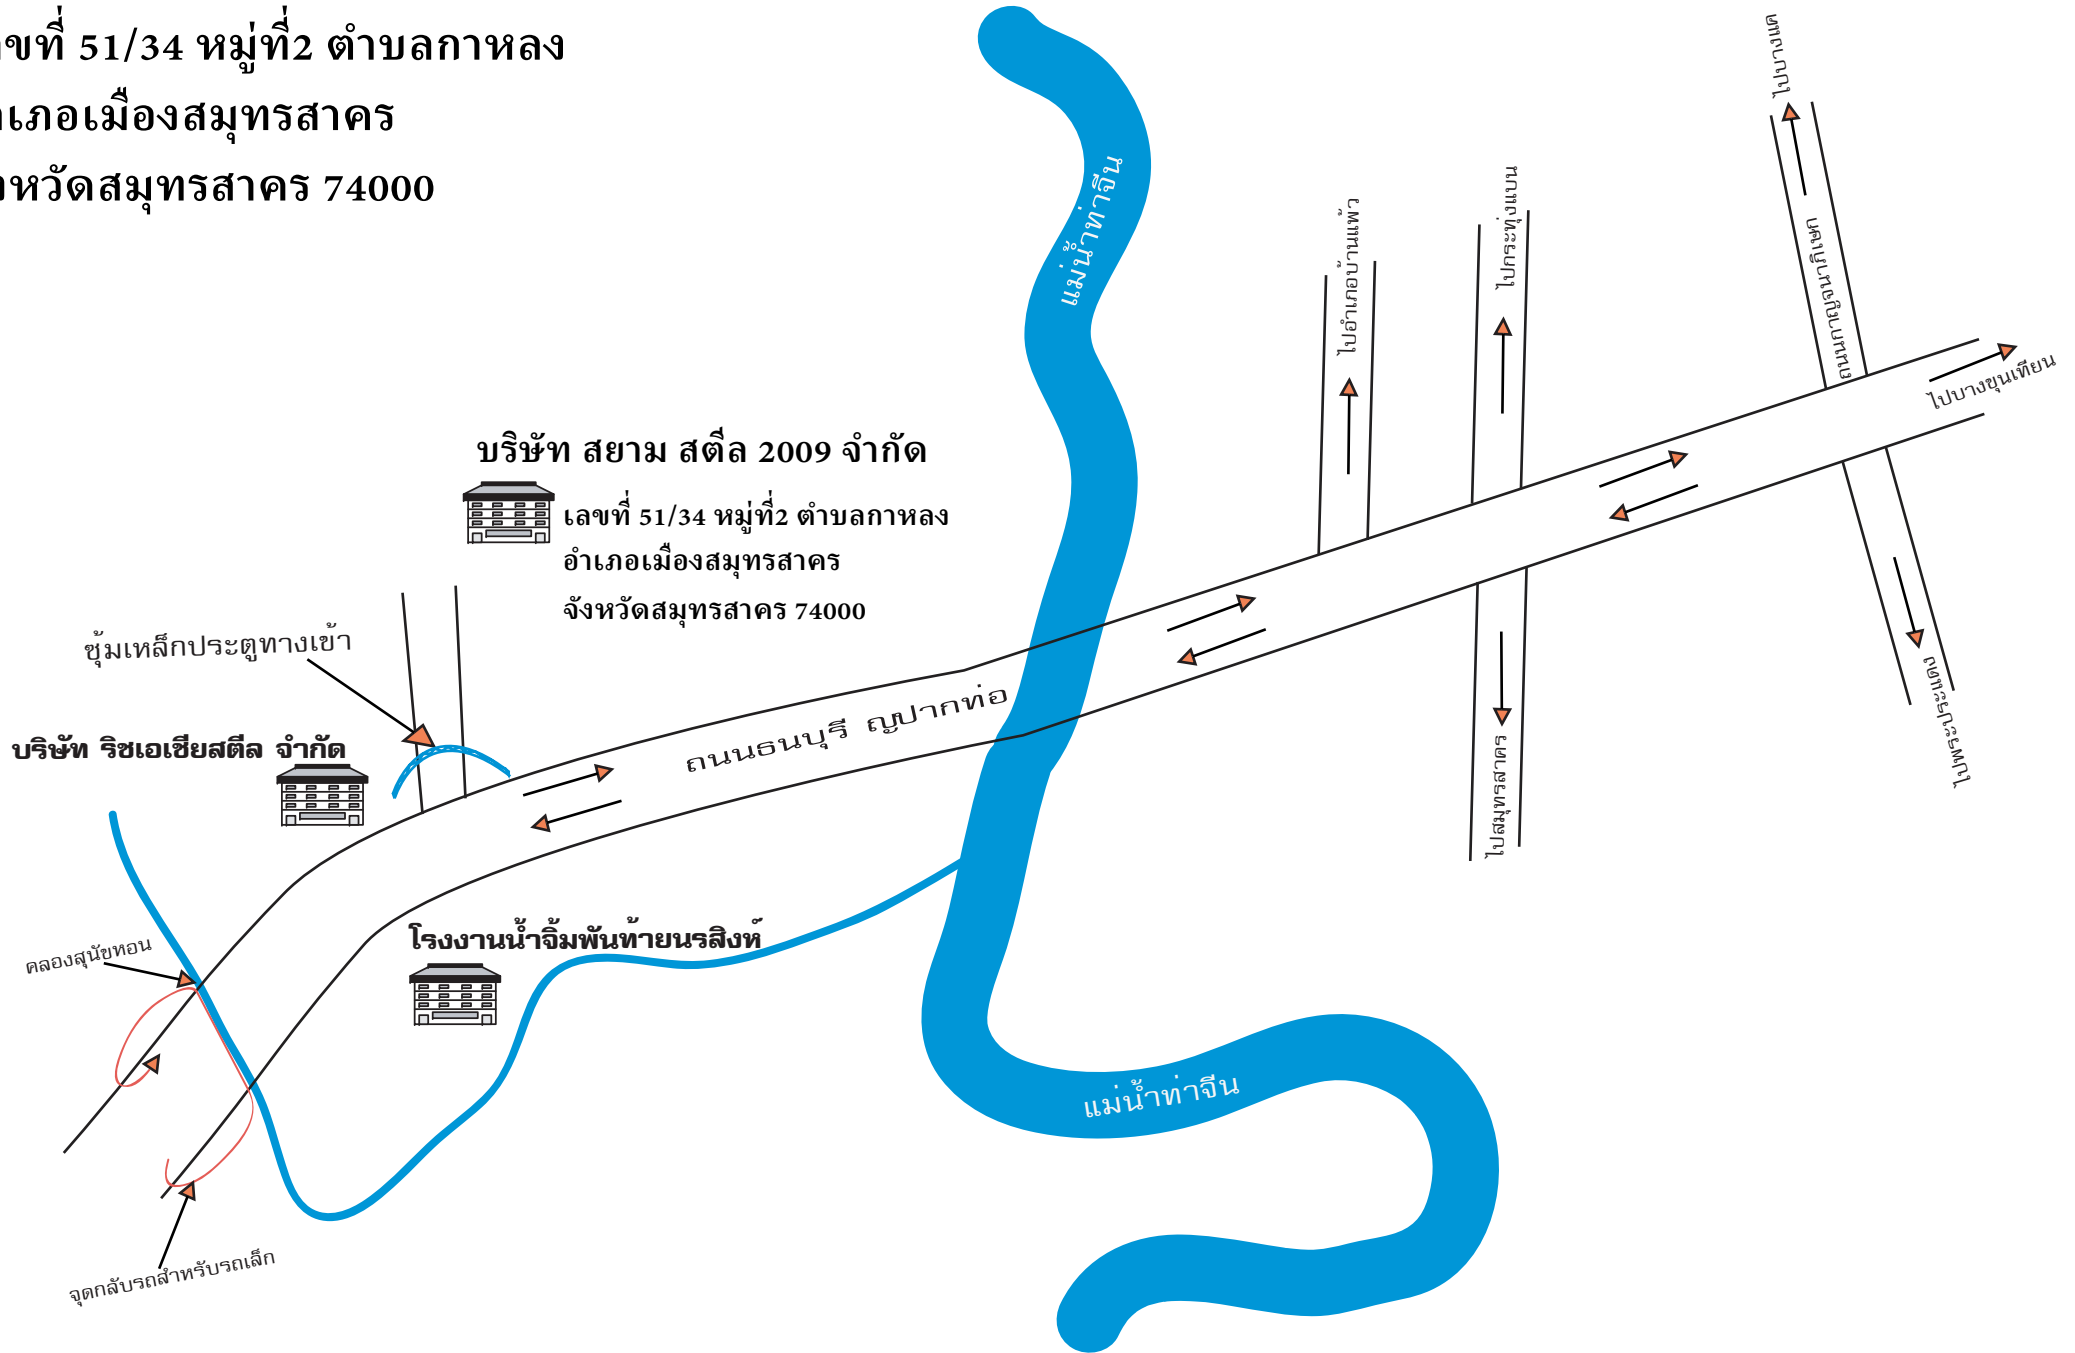 ขที่ 51/34 หมู่ที่2 ตำบลกาหลง
ำเภอเมืองสมุทรสาคร
งหวัดสมุทรสาคร 74000
ไปบางแค
ถนนกาญจนาภิเษก
ไปบางขุนเทียน
ไปพระประแดง
ไปกระทุ่มแบน
ไปสมุทรสาคร
ไปอำเภอบ้านแพ้ว
แม่น้ำท่าจีน
บริษัท สยาม สตีล 2009 จำกัด
เลขที่ 51/34 หมู่ที่2 ตำบลกาหลง
อำเภอเมืองสมุทรสาคร
จังหวัดสมุทรสาคร 74000
ซุ้มเหล็กประตูทางเข้า
ถนนธนบุรี ญปากท่อ
บริษัท ริชเอเชียสตีล จำกัด
โรงงานน้ำจิ้มพันท้ายนรสิงห์
คลองสุนัขหอน
แม่น้ำท่าจีน
จุดกลับรถสำหรับรถเล็ก